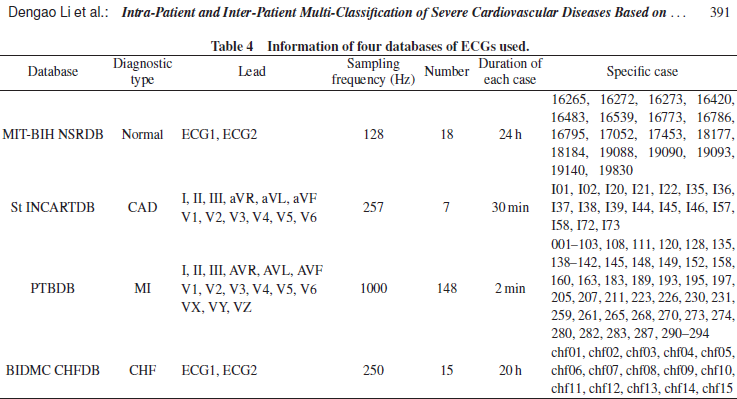 Dengao Li et al.: Intra-Patient and Inter-Patient Multi-Classification of Severe Cardiovascular Diseases Based on ... 391
Table 4 Information of four databases of ECGs used.
Database Diagnostic type Lead Sampling frequency (Hz) Number Duration of each case Specific case
MIT-BIH NSRDB Normal ECG1, ECG2 128 18 24 h
16265, 16272, 16273, 16420,
16483, 16539, 16773, 16786,
16795, 17052, 17453, 18177,
18184, 19088, 19090, 19093,
19140, 19830
St INCARTDB CAD
I, II, III, aVR, aVL, aVF
V1, V2, V3, V4, V5, V6
257 7 30 min
I01, I02, I20, I21, I22, I35, I36,
I37, I38, I39, I44, I45, I46, I57,
I58, I72, I73
PTBDB MI
I, II, III, AVR, AVL, AVF
V1, V2, V3, V4, V5, V6
VX, VY, VZ
1000 148 2 min
001–103, 108, 111, 120, 128, 135,
138–142, 145, 148, 149, 152, 158,
160, 163, 183, 189, 193, 195, 197,
205, 207, 211, 223, 226, 230, 231,
259, 261, 265, 268, 270, 273, 274,
280, 282, 283, 287, 290–294
BIDMC CHFDB CHF ECG1, ECG2 250 15 20 h
chf01, chf02, chf03, chf04, chf05,
chf06, chf07, chf08, chf09, chf10,
chf11, chf12, chf13, chf14, chf15